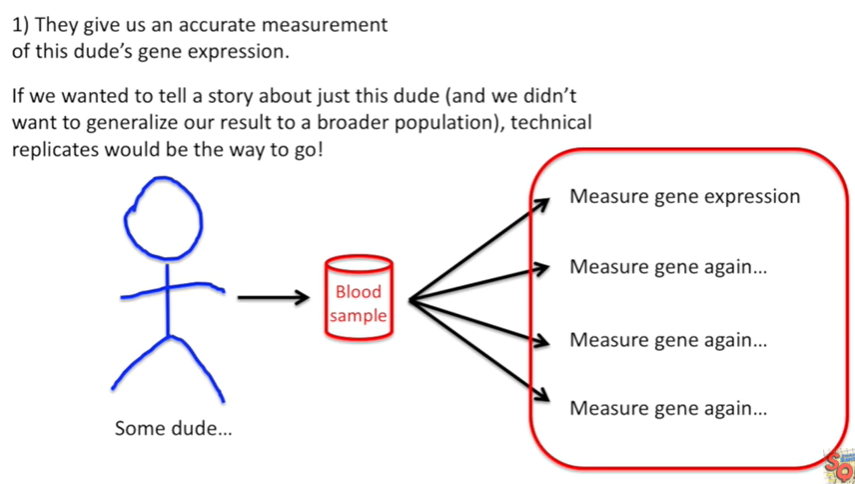 1) They give us an accurate measurement
of this dude’s gene expression.
If we wanted to tell a story about just this dude (and we didn’t
want to generalize our result to a broader population), technical
replicates would be the way to go!
Measure gene expression
Measure gene again...
Blood
sample
Measure gene again...
Measure gene again...
Some dude...